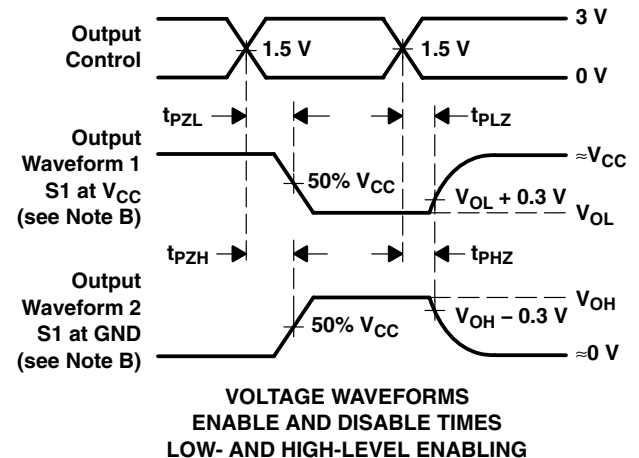 Output
Control
1.5 V
1.5 V
3 V
0 V
tPZL
tPLZ
Output
Waveform 1
S1 at VCC
(see Note B)
50% VCC
VOL + 0.3 V
≈VCC
VOL
tPZH
tPHZ
Output
Waveform 2
S1 at GND
(see Note B)
50% VCC
VOH − 0.3 V
VOH
≈0 V
VOLTAGE WAVEFORMS
ENABLE AND DISABLE TIMES
LOW- AND HIGH-LEVEL ENABLING